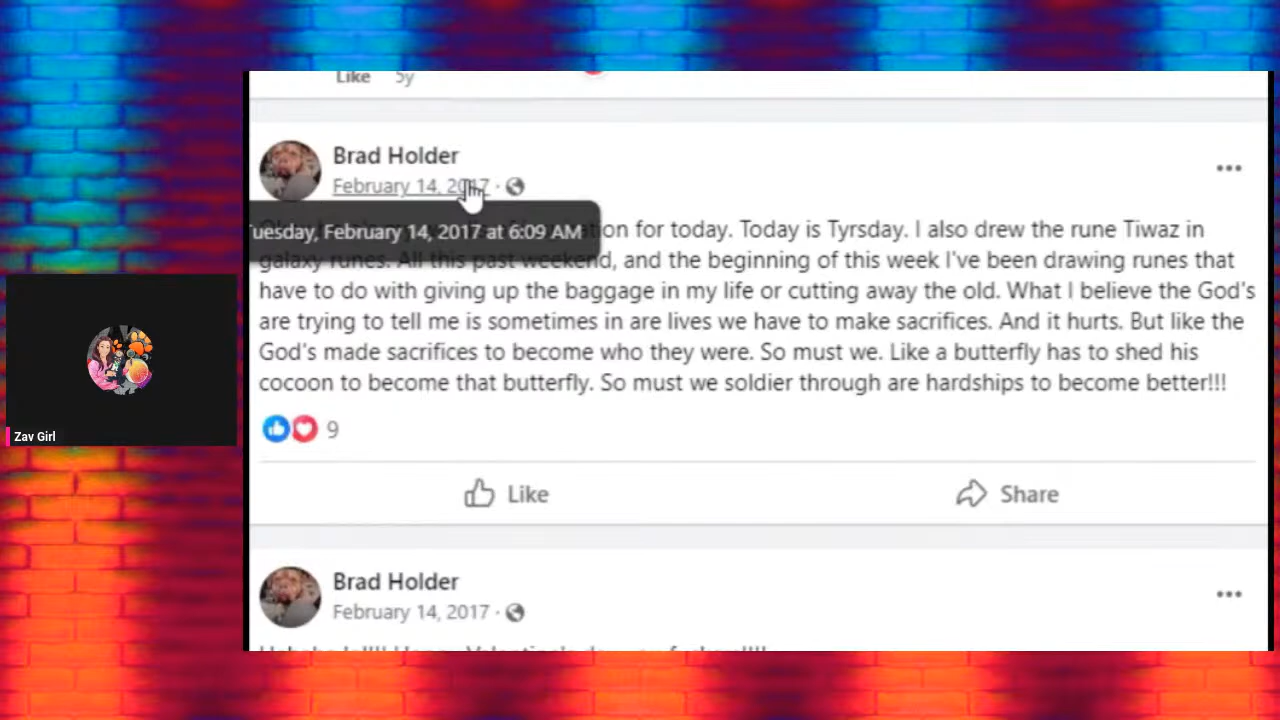 Like 5y
Brad Holder
February 14, 2017
uesday, February 14, 2017 at 6:09 AM
for today. Today is Tyrsday. I also drew the rune Tiwaz in
galaxy runes. All this past weekend, and the beginning of this week I've been drawing runes that
have to do with giving up the baggage in my life or cutting away the old. What I believe the God's
are trying to tell me is sometimes in are lives we have to make sacrifices. And it hurts. But like the
God's made sacrifices to become who they were. So must we. Like a butterfly has to shed his
cocoon to become that butterfly. So must we soldier through are hardships to become better!!!
9
Like Share
Zav Girl
Brad Holder
February 14, 2017